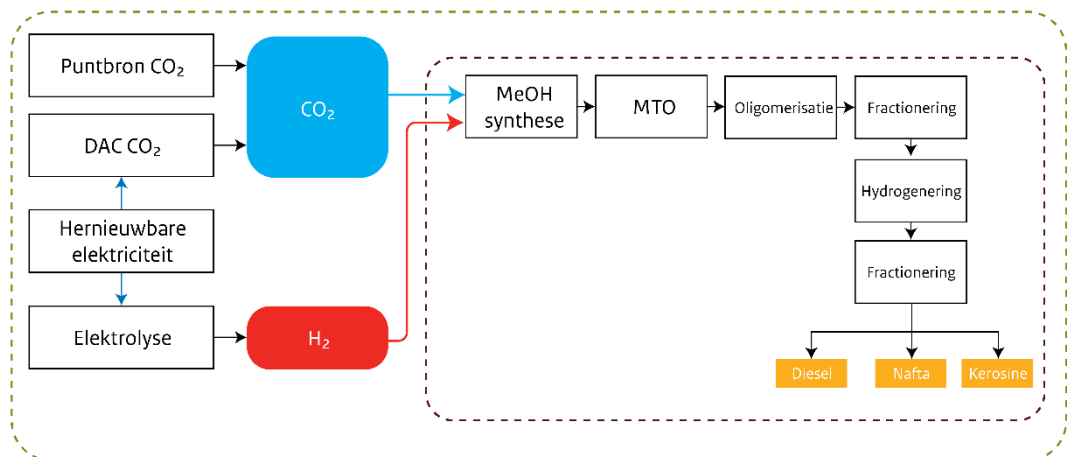 Puntbron CO₂
CO₂
DAC CO₂
Hernieuwbare
elektriciteit
Elektrolyse
H₂
MeOH
synthese
MTO
Oligomerisatie
Fractionering
Hydrogenering
Fractionering
Diesel
Nafta
Kerosine